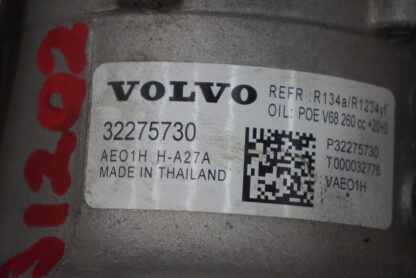 31202
VOLVO
REFR :R134a/R1234yf
OIL: POE V68 260 cc +20+0
32275730
AE01H H-A27A
MADE IN THAILAND
P32275730
T000032776
VAE01H